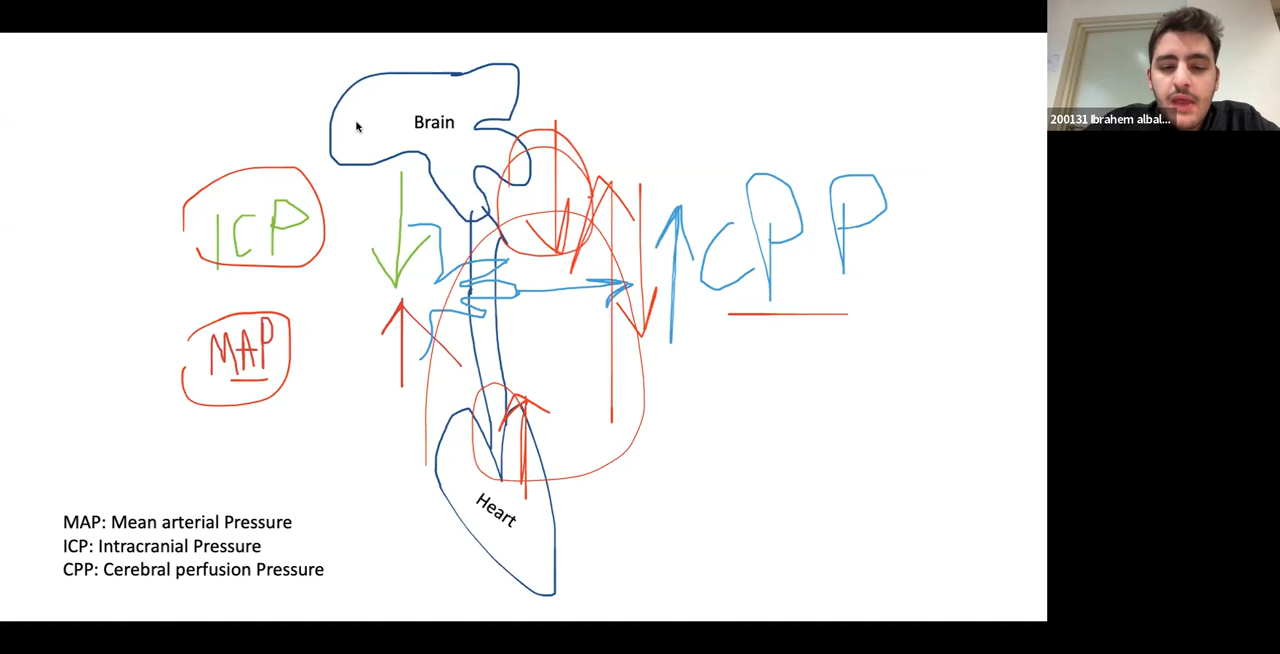 Brain
200131 Ibrahem albal...
ICP
CPP
MAP
Heart
MAP: Mean arterial Pressure
ICP: Intracranial Pressure
CPP: Cerebral perfusion Pressure